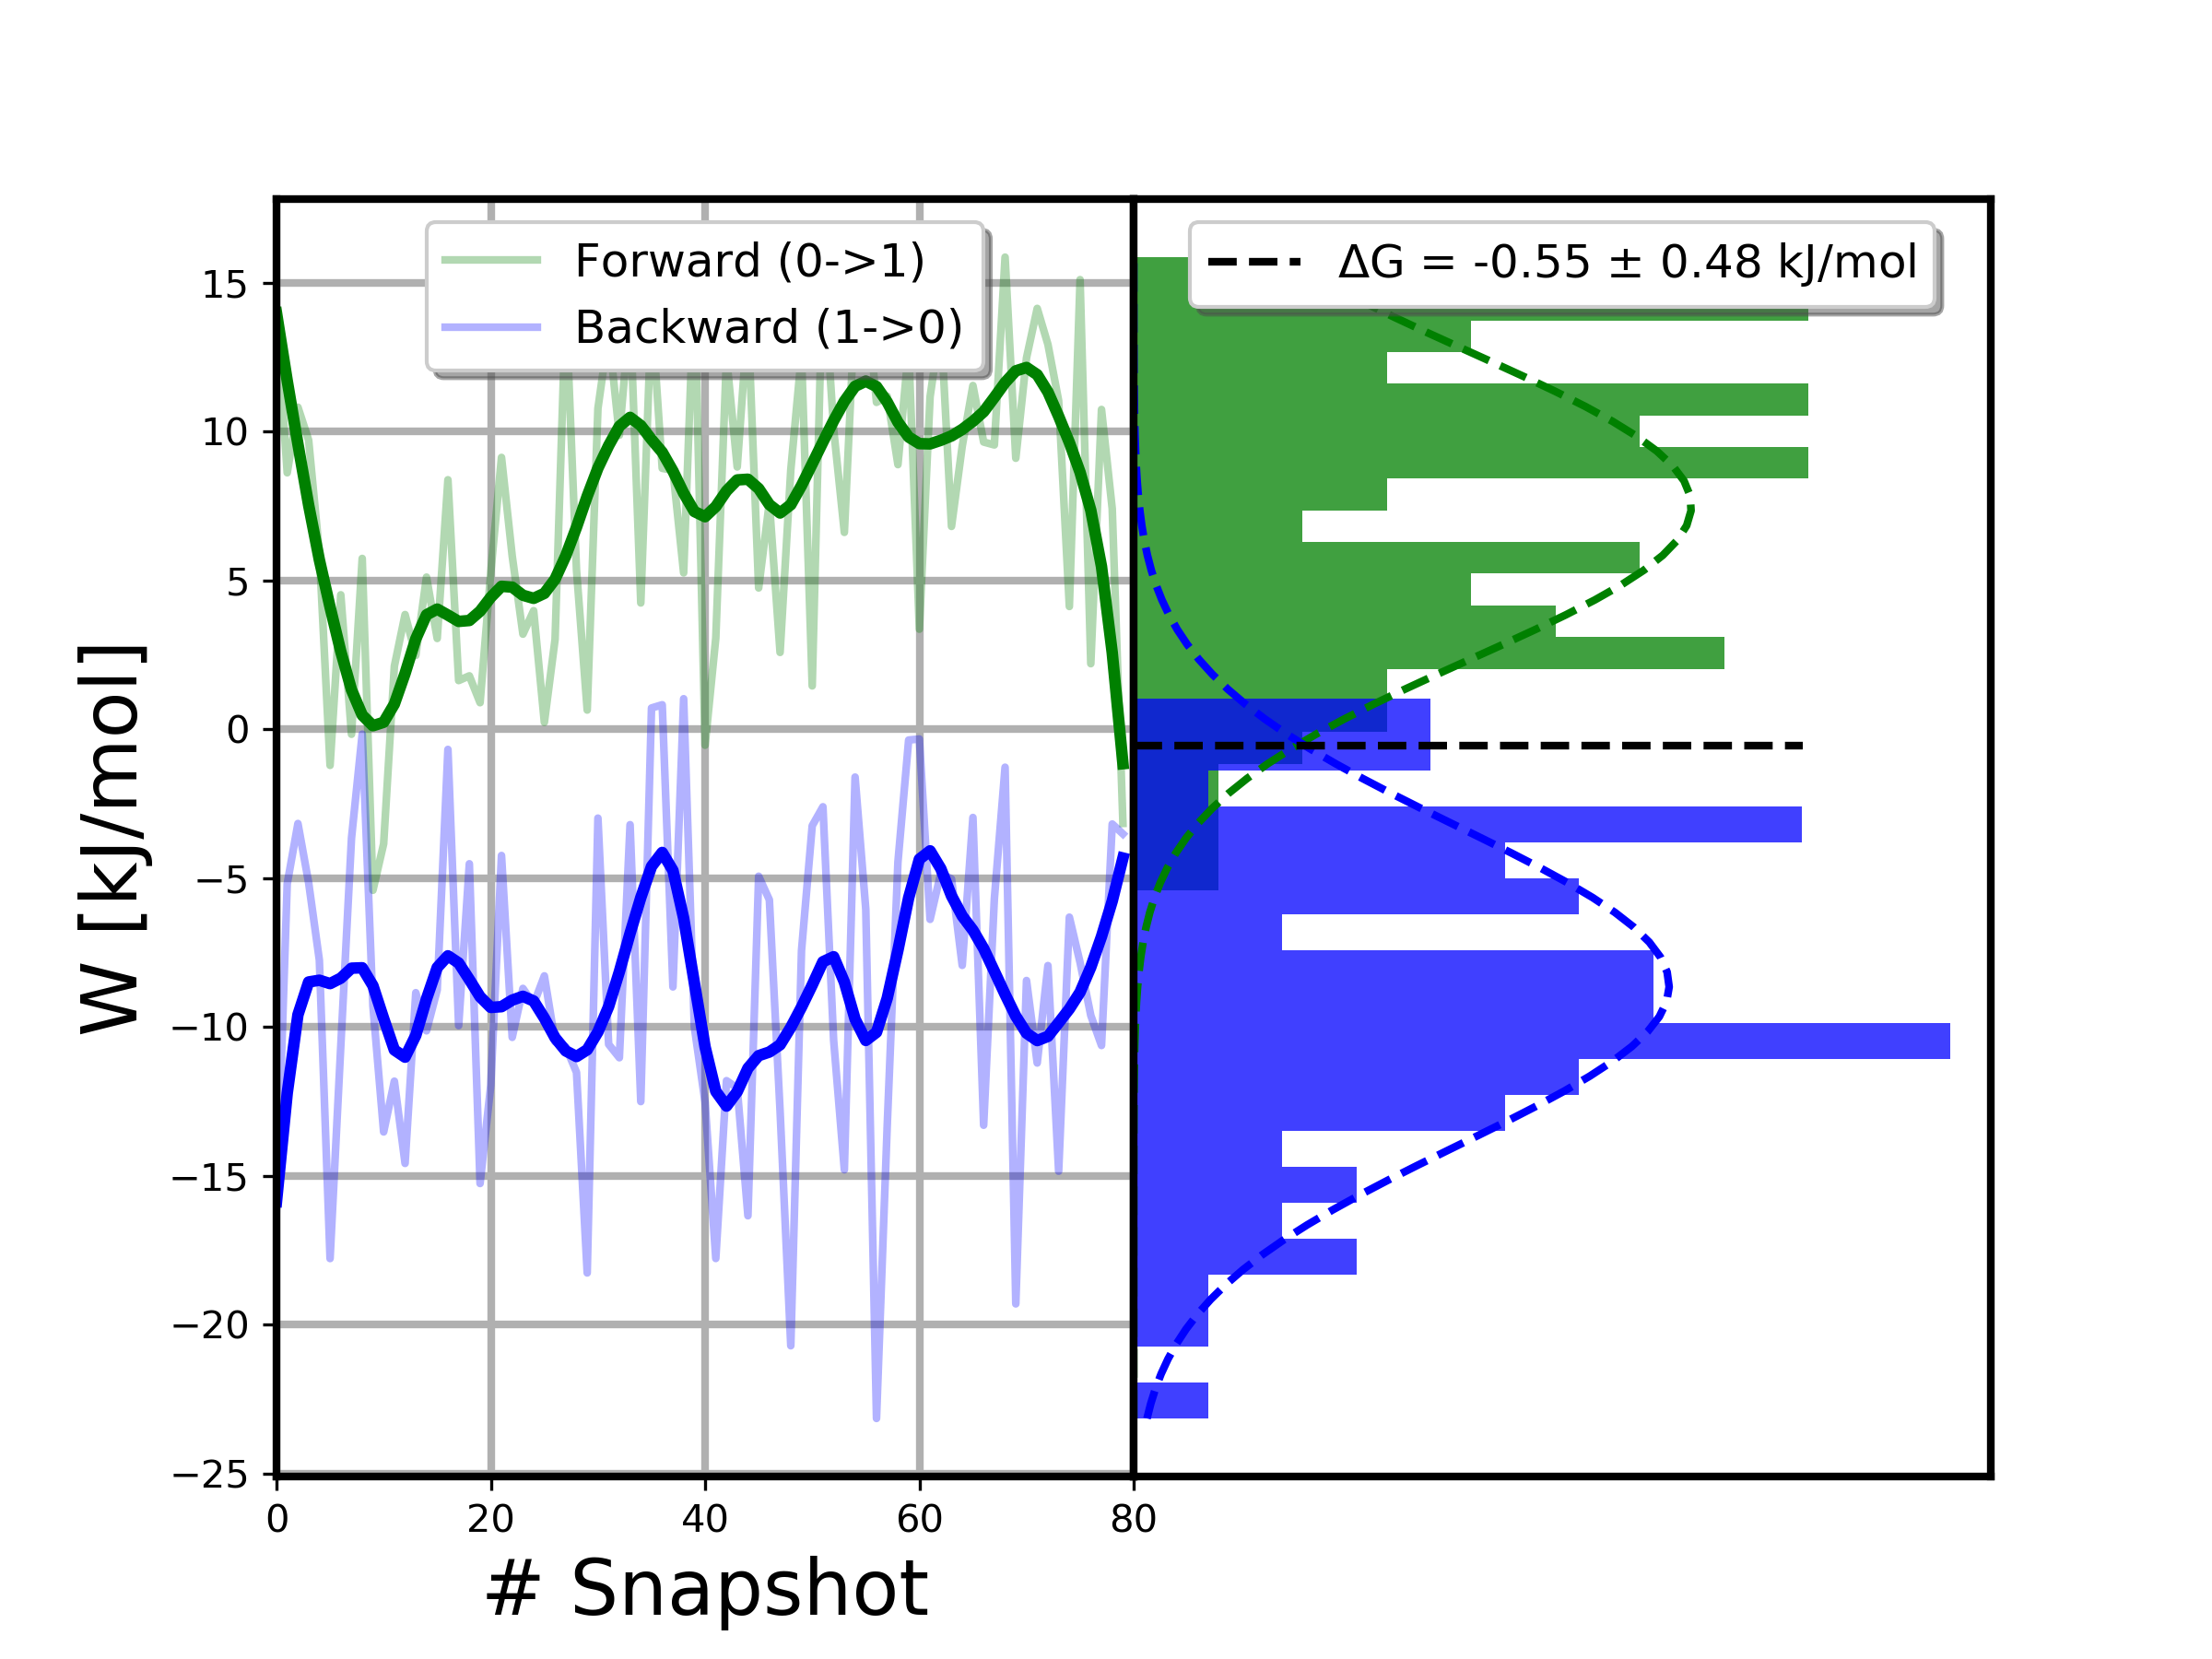 Forward (0->1)
Backward (1->0)
ΔG = -0.55 ± 0.48 kJ/mol
15
10
5
0
−5
−10
−15
−20
−25
W [kJ/mol]
0 20 40 60 80
# Snapshot